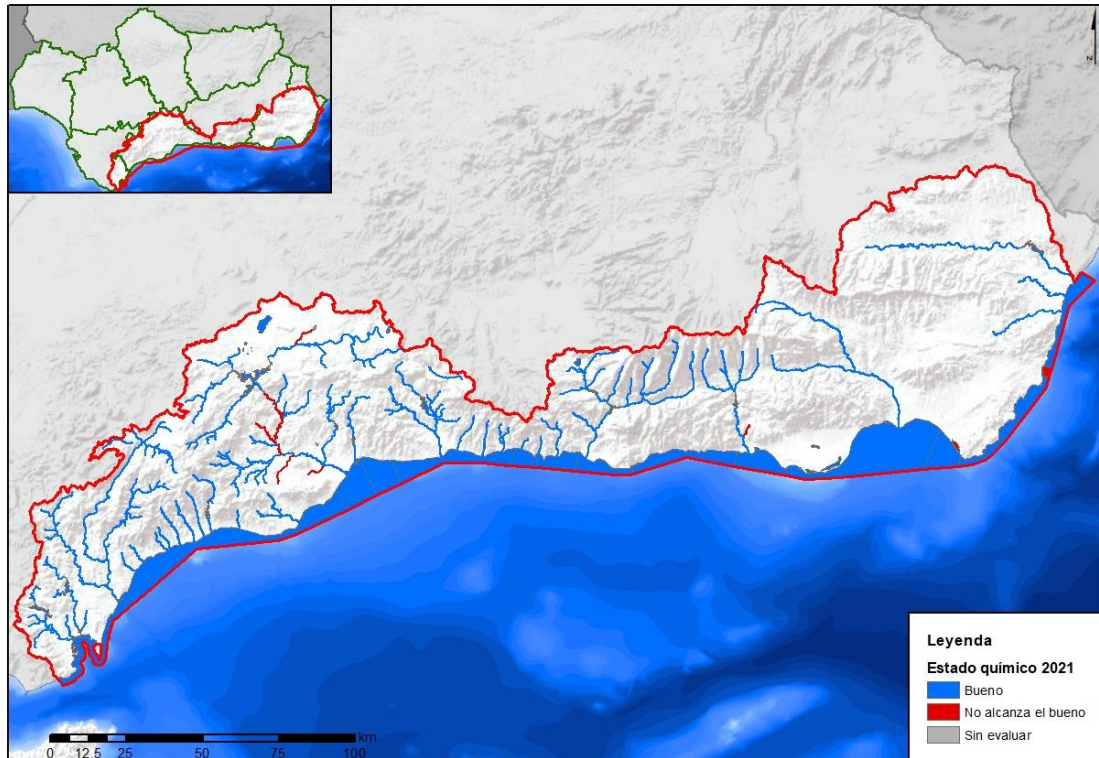 N
Leyenda
Estado químico 2021
Bueno
No alcanza el bueno
Sin evaluar
km
0 12.5 25 50 75 100